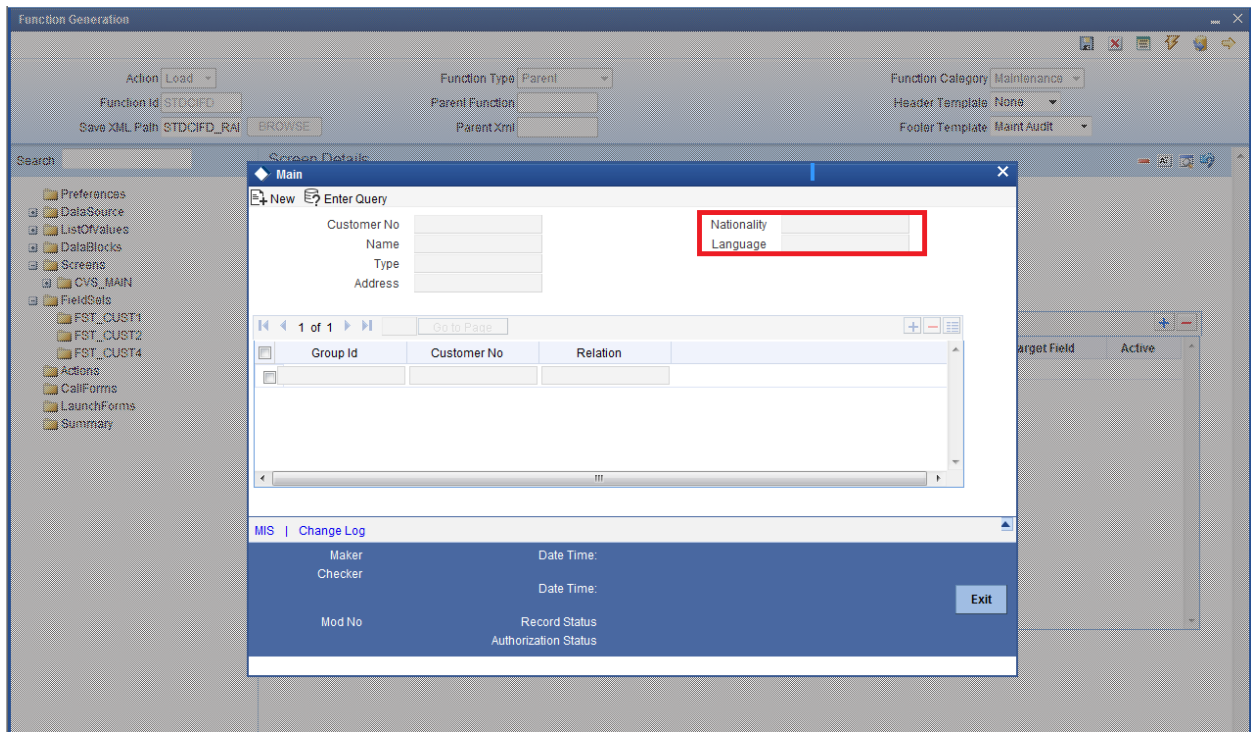 Function Generation
Action Load Function Type Parent Function Category Maintenance
Function Id STDCIFD Parent Function Header Template None
Save XML Path STDCIFD_RAI BROWSE Parent Xml Footer Template Maint Audit
Search Screen Details
Preferences
DataSource
ListOfValues
DataBlocks
Screens
CVS_MAIN
FieldSets
FST_CUST1
FST_CUST2
FST_CUST4
Actions
CallForms
LaunchForms
Summary
Main
New Enter Query
Customer No Nationality
Name Language
Type
Address
1 of 1 Go to Page
Group Id Customer No Relation
arget Field Active
MIS | Change Log
Maker Date Time:
Checker
Date Time:
Exit
Mod No Record Status
Authorization Status